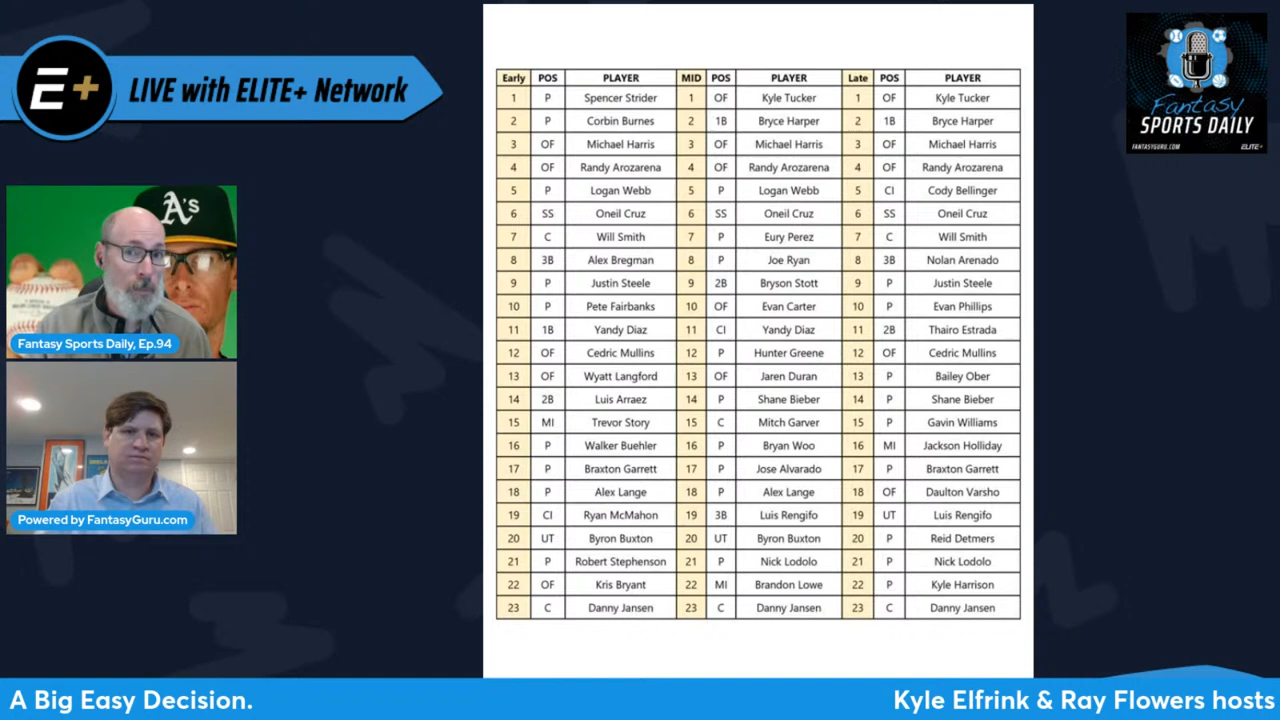 E+
LIVE with ELITE+ Network
Fantasy
SPORTS DAILY
FANTASYGURU.COM ELITE+
A's
Fantasy Sports Daily, Ep.94
Powered by FantasyGuru.com
Early POS PLAYER MID POS PLAYER Late POS PLAYER
1 P Spencer Strider 1 OF Kyle Tucker 1 OF Kyle Tucker
2 P Corbin Burnes 2 1B Bryce Harper 2 1B Bryce Harper
3 OF Michael Harris 3 OF Michael Harris 3 OF Michael Harris
4 OF Randy Arozarena 4 OF Randy Arozarena 4 OF Randy Arozarena
5 P Logan Webb 5 P Logan Webb 5 CI Cody Bellinger
6 SS Oneil Cruz 6 SS Oneil Cruz 6 SS Oneil Cruz
7 C Will Smith 7 P Eury Perez 7 C Will Smith
8 3B Alex Bregman 8 P Joe Ryan 8 3B Nolan Arenado
9 P Justin Steele 9 2B Bryson Stott 9 P Justin Steele
10 P Pete Fairbanks 10 OF Evan Carter 10 P Evan Phillips
11 1B Yandy Diaz 11 CI Yandy Diaz 11 2B Thairo Estrada
12 OF Cedric Mullins 12 P Hunter Greene 12 OF Cedric Mullins
13 OF Wyatt Langford 13 OF Jaren Duran 13 P Bailey Ober
14 2B Luis Arraez 14 P Shane Bieber 14 P Shane Bieber
15 MI Trevor Story 15 C Mitch Garver 15 P Gavin Williams
16 P Walker Buehler 16 P Bryan Woo 16 MI Jackson Holliday
17 P Braxton Garrett 17 P Jose Alvarado 17 P Braxton Garrett
18 P Alex Lange 18 P Alex Lange 18 OF Daulton Varsho
19 CI Ryan McMahon 19 3B Luis Rengifo 19 UT Luis Rengifo
20 UT Byron Buxton 20 UT Byron Buxton 20 P Reid Detmers
21 P Robert Stephenson 21 P Nick Lodolo 21 P Nick Lodolo
22 OF Kris Bryant 22 MI Brandon Lowe 22 P Kyle Harrison
23 C Danny Jansen 23 C Danny Jansen 23 C Danny Jansen
A Big Easy Decision.
Kyle Elfrink & Ray Flowers hosts